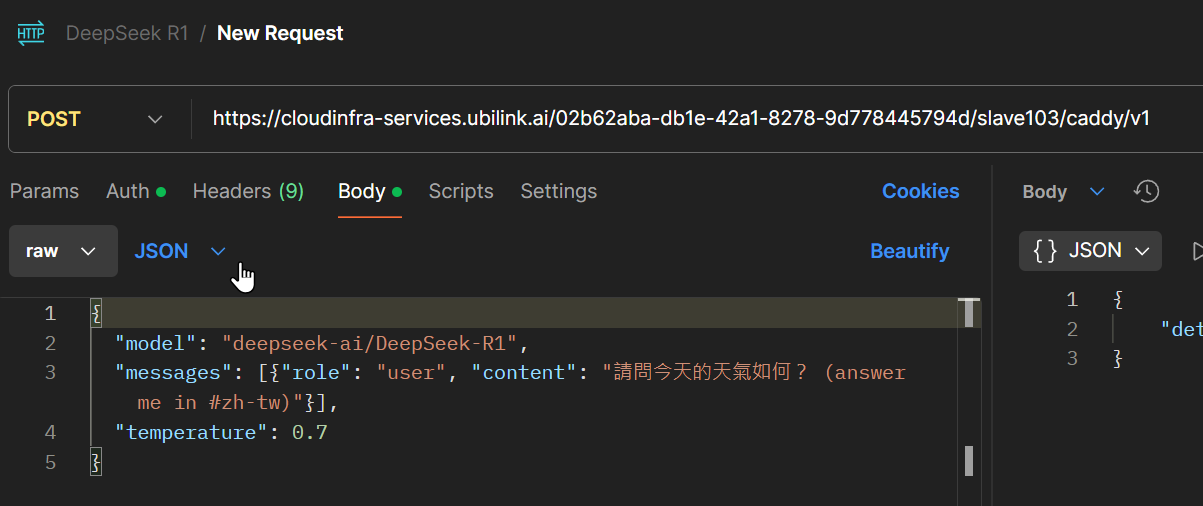 HTTP DeepSeek R1 / New Request
POST https://cloudinfra-services.ubilink.ai/02b62aba-db1e-42a1-8278-9d778445794d/slave103/caddy/v1
Params Auth Headers (9) Body Scripts Settings Cookies
raw JSON Beautify
1 {
2 "model": "deepseek-ai/DeepSeek-R1",
3 "messages": [{"role": "user", "content": "請問今天的天氣如何？ (answer
me in #zh-tw)"}],
4 "temperature": 0.7
5 }
Body
{} JSON
1 {
2 "det
3 }